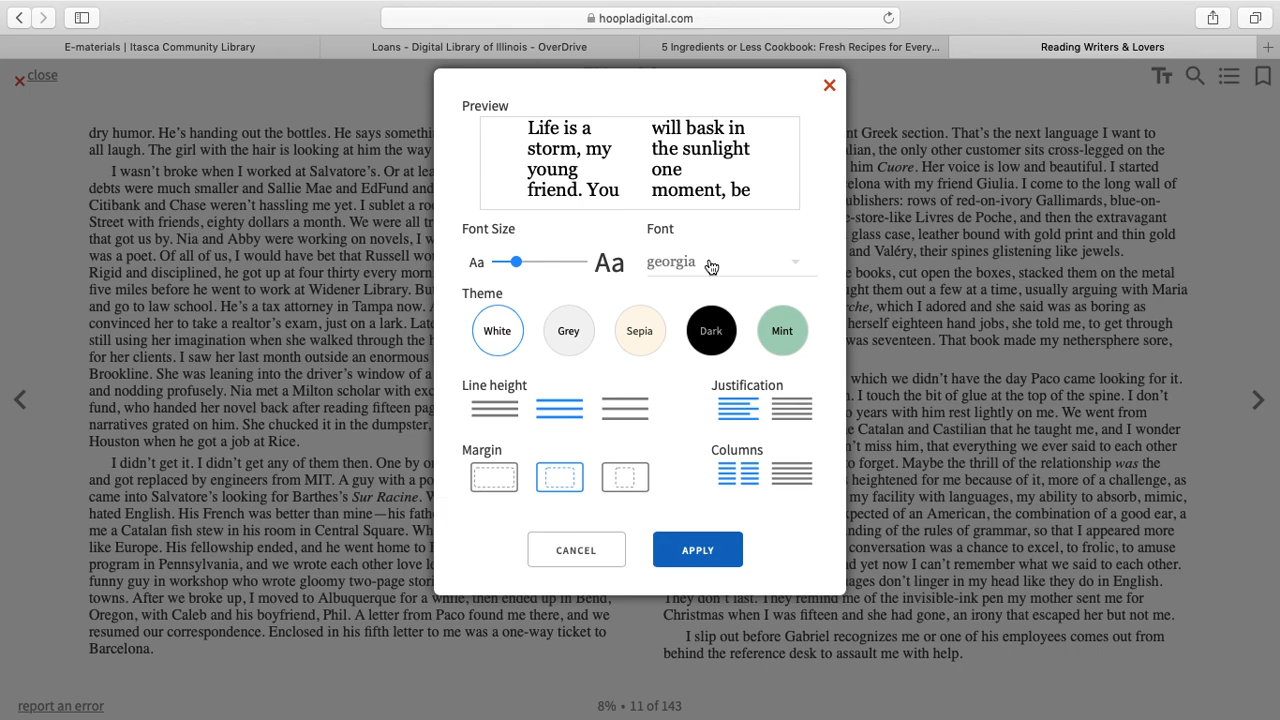 hoopladigital.com
E-materials | Itasca Community Library
Loans - Digital Library of Illinois - OverDrive
5 Ingredients or Less Cookbook: Fresh Recipes for Every...
Reading Writers & Lovers
close
dry humor. He's handing out the bottles. He says somethi
all laugh. The girl with the hair is looking at him the way
I wasn't broke when I worked at Salvatore's. Or at lea
debts were much smaller and Sallie Mae and EdFund and
Citibank and Chase weren't hassling me yet. I sublet a roo
Street with friends, eighty dollars a month. We were all tr
that got us by. Nia and Abby were working on novels, I w
was a poet. Of all of us, I would have bet that Russell wou
Rigid and disciplined, he got up at four thirty every morn
five miles before he went to work at Widener Library. Bu
and go to law school. He's a tax attorney in Tampa now. A
convinced her to take a realtor's exam, just on a lark. Late
still using her imagination when she walked through the h
for her clients. I saw her last month outside an enormous
Brookline. She was leaning into the driver's window of a
and nodding profusely. Nia met a Milton scholar with exc
fund, who handed her novel back after reading fifteen pag
narratives grated on him. She chucked it in the dumpster,
Houston when he got a job at Rice.
I didn't get it. I didn't get any of them then. One by or
and got replaced by engineers from MIT. A guy with a po
came into Salvatore's looking for Barthes's Sur Racine. W
hated English. His French was better than mine—his fath
me a Catalan fish stew in his room in Central Square. Wh
like Europe. His fellowship ended, and he went home to
program in Pennsylvania, and we wrote each other love le
funny guy in workshop who wrote gloomy two-page stori
towns. After we broke up, I moved to Albuquerque for a while, then ended up in Bend,
Oregon, with Caleb and his boyfriend, Phil. A letter from Paco found me there, and we
resumed our correspondence. Enclosed in his fifth letter to me was a one-way ticket to
Barcelona.
Preview
Life is a
storm, my
young
friend. You
will bask in
the sunlight
one
moment, be
Font Size
Font
Aa
Aa
georgia
Theme
White
Grey
Sepia
Dark
Mint
Line height
Justification
Margin
Columns
CANCEL
APPLY
nt Greek section. That's the next language I want to
lian, the only other customer sits cross-legged on the
him Cuore. Her voice is low and beautiful. I started
celona with my friend Giulia. I come to the long wall of
ublishers: rows of red-on-ivory Gallimards, blue-on-
-store-like Livres de Poche, and then the extravagant
glass case, leather bound with gold print and thin gold
and Valéry, their spines glistening like jewels.
books, cut open the boxes, stacked them on the metal
ught them out a few at a time, usually arguing with Maria
che, which I adored and she said was as boring as
herself eighteen hand jobs, she told me, to get through
was seventeen. That book made my nethersphere sore,
which we didn't have the day Paco came looking for it.
. I touch the bit of glue at the top of the spine. I don't
o years with him rest lightly on me. We went from
Catalan and Castilian that he taught me, and I wonder
't miss him, that everything we ever said to each other
to forget. Maybe the thrill of the relationship was the
heightened for me because of it, more of a challenge, as
my facility with languages, my ability to absorb, mimic,
xpected of an American, the combination of a good ear, a
nding of the rules of grammar, so that I appeared more
conversation was a chance to excel, to frolic, to amuse
d yet now I can't remember what we said to each other.
ages don't linger in my head like they do in English.
They don't last. They remind me of the invisible-ink pen my mother sent me for
Christmas when I was fifteen and she had gone, an irony that escaped her but not me.
I slip out before Gabriel recognizes me or one of his employees comes out from
behind the reference desk to assault me with help.
report an error
8% • 11 of 143